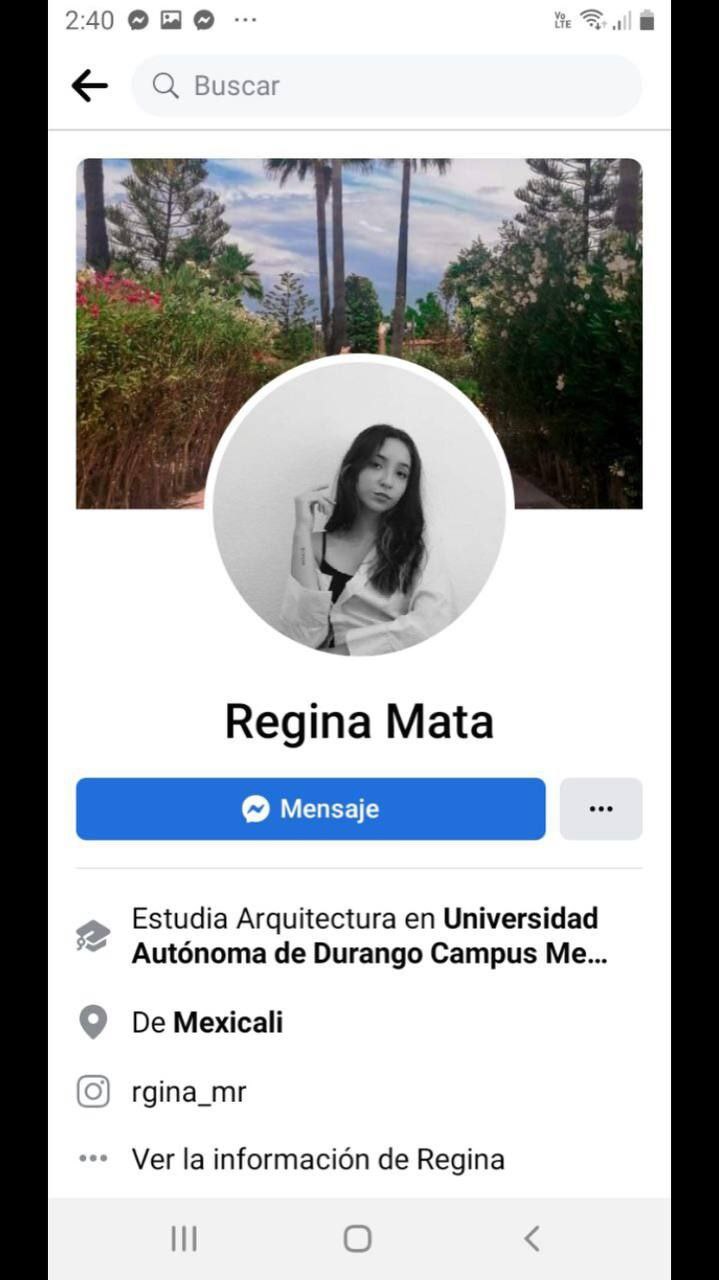 2:40
Vo
LTE
Buscar
Regina Mata
Mensaje
Estudia Arquitectura en Universidad
Autónoma de Durango Campus Me...
De Mexicali
rgina_mr
Ver la información de Regina